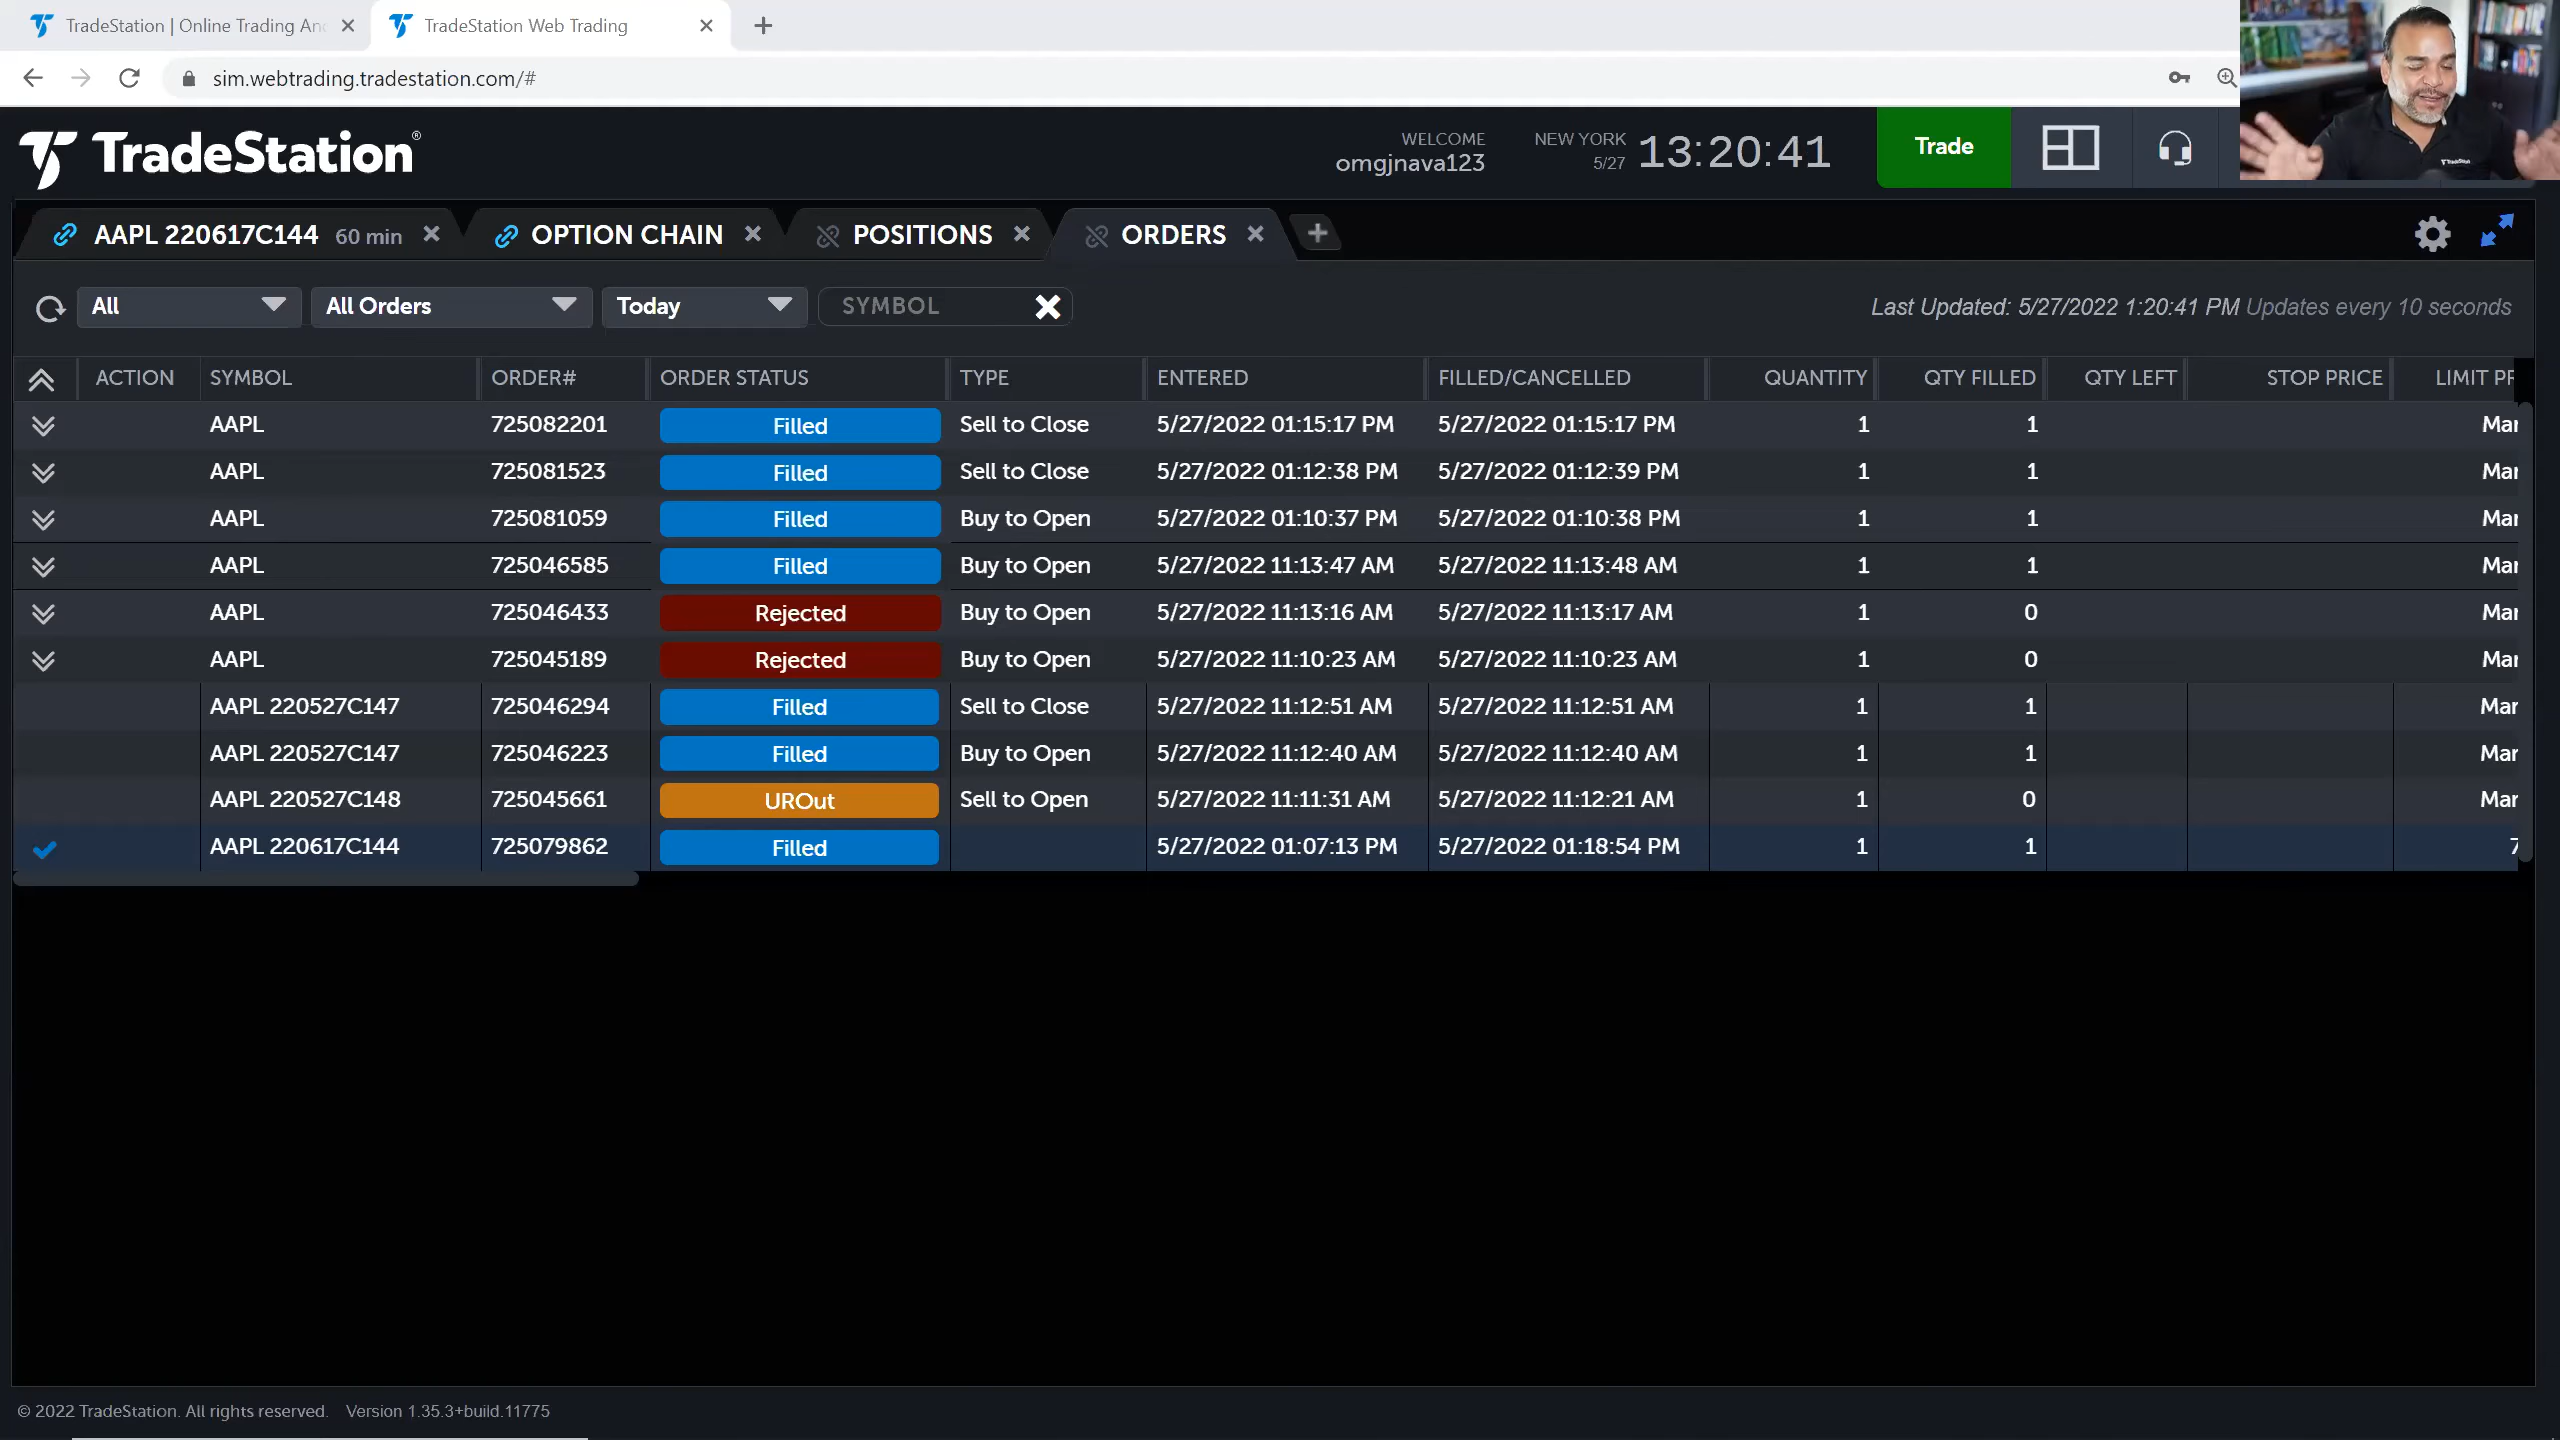 TradeStation | Online Trading An
TradeStation Web Trading
sim.webtrading.tradestation.com/#
TradeStation®
WELCOME
omgjnava123
NEW YORK
5/27
13:20:41
Trade
AAPL 220617C144 60 min
OPTION CHAIN
POSITIONS
ORDERS
All
All Orders
Today
SYMBOL
Last Updated: 5/27/2022 1:20:41 PM Updates every 10 seconds
ACTION SYMBOL ORDER# ORDER STATUS TYPE ENTERED FILLED/CANCELLED QUANTITY QTY FILLED QTY LEFT STOP PRICE LIMIT PR
AAPL 725082201 Filled Sell to Close 5/27/2022 01:15:17 PM 5/27/2022 01:15:17 PM 1 1 Mar
AAPL 725081523 Filled Sell to Close 5/27/2022 01:12:38 PM 5/27/2022 01:12:39 PM 1 1 Mar
AAPL 725081059 Filled Buy to Open 5/27/2022 01:10:37 PM 5/27/2022 01:10:38 PM 1 1 Mar
AAPL 725046585 Filled Buy to Open 5/27/2022 11:13:47 AM 5/27/2022 11:13:48 AM 1 1 Mar
AAPL 725046433 Rejected Buy to Open 5/27/2022 11:13:16 AM 5/27/2022 11:13:17 AM 1 0 Mar
AAPL 725045189 Rejected Buy to Open 5/27/2022 11:10:23 AM 5/27/2022 11:10:23 AM 1 0 Mar
AAPL 220527C147 725046294 Filled Sell to Close 5/27/2022 11:12:51 AM 5/27/2022 11:12:51 AM 1 1 Mar
AAPL 220527C147 725046223 Filled Buy to Open 5/27/2022 11:12:40 AM 5/27/2022 11:12:40 AM 1 1 Mar
AAPL 220527C148 725045661 UROut Sell to Open 5/27/2022 11:11:31 AM 5/27/2022 11:12:21 AM 1 0 Mar
AAPL 220617C144 725079862 Filled 5/27/2022 01:07:13 PM 5/27/2022 01:18:54 PM 1 1 7
© 2022 TradeStation. All rights reserved. Version 1.35.3+build.11775